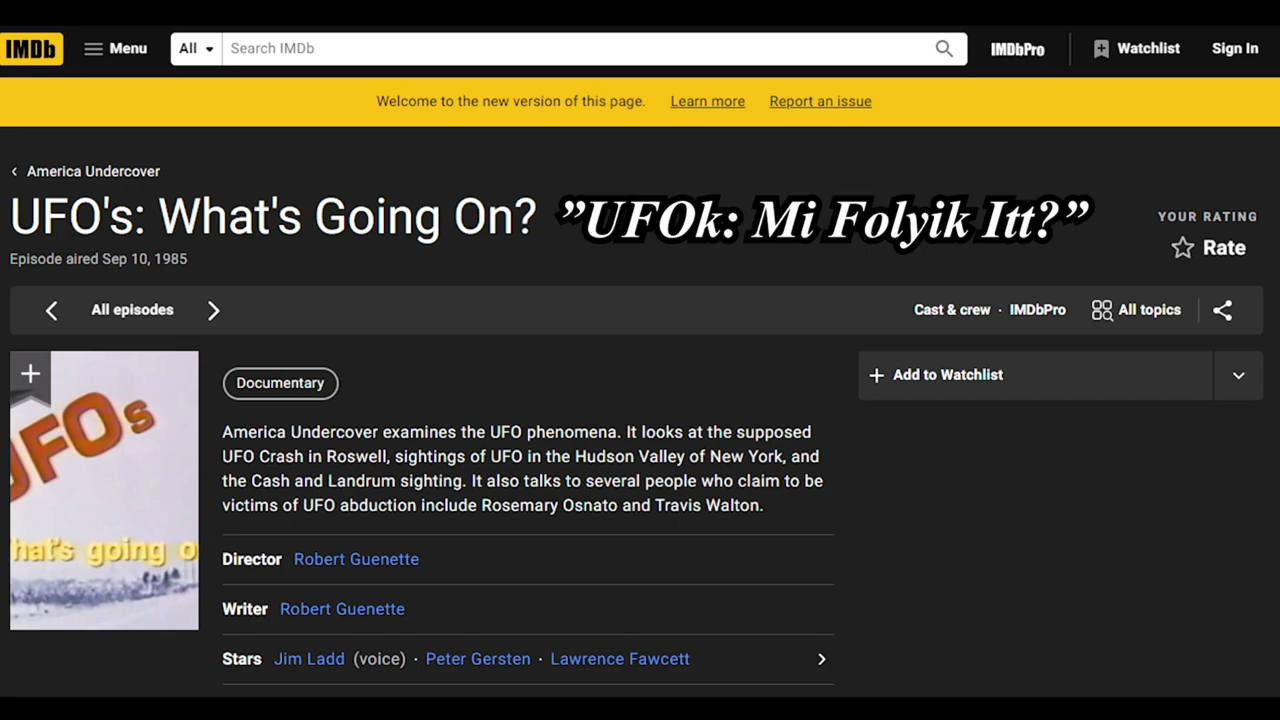 IMDb Menu All Search IMDb IMDbPro Watchlist Sign In
Welcome to the new version of this page. Learn more Report an issue
America Undercover
UFO's: What's Going On? "UFOk: Mi Folyik Itt?"
YOUR RATING
Rate
Episode aired Sep 10, 1985
All episodes Cast & crew · IMDbPro All topics
UFOs
hat's going o
Documentary
Add to Watchlist
America Undercover examines the UFO phenomena. It looks at the supposed
UFO Crash in Roswell, sightings of UFO in the Hudson Valley of New York, and
the Cash and Landrum sighting. It also talks to several people who claim to be
victims of UFO abduction include Rosemary Osnato and Travis Walton.
Director Robert Guenette
Writer Robert Guenette
Stars Jim Ladd (voice) · Peter Gersten · Lawrence Fawcett